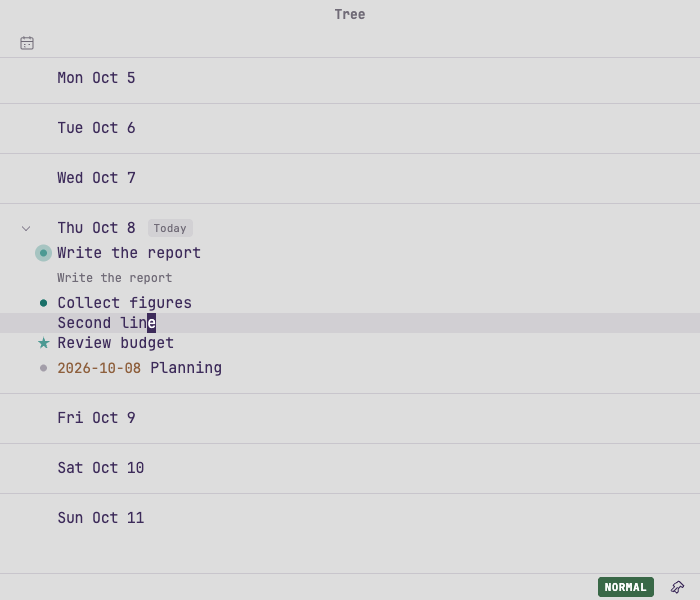 Tree
Mon Oct 5
Tue Oct 6
Wed Oct 7
Thu Oct 8 Today
Write the report
Write the report
Collect figures
Second line
Review budget
2026-10-08 Planning
Fri Oct 9
Sat Oct 10
Sun Oct 11
NORMAL